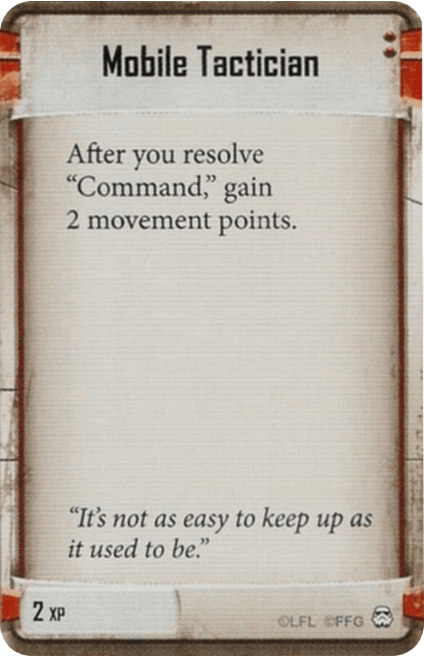 Mobile Tactician
After you resolve
“Command,” gain
2 movement points.
“It’s not as easy to keep up as
it used to be.”
2 XP
©LFL ©FFG